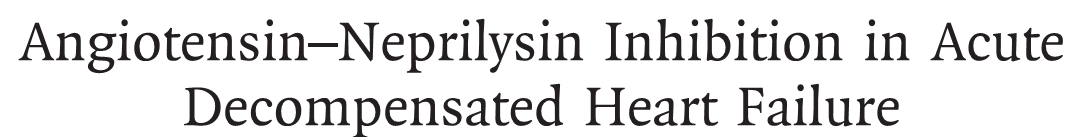 Angiotensin–Neprilysin Inhibition in Acute
Decompensated Heart Failure